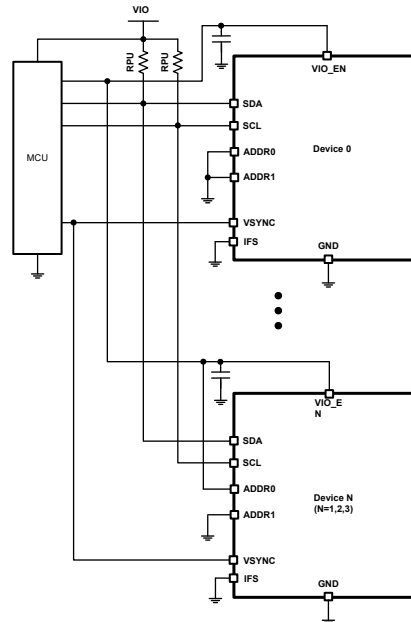 VIO
RPU
RPU
VIO_EN
SDA
SCL
MCU
Device 0
ADDR0
ADDR1
VSYNC
IFS
GND
VIO_E
N
SDA
SCL
ADDR0
Device N
(N=1,2,3)
ADDR1
VSYNC
IFS
GND